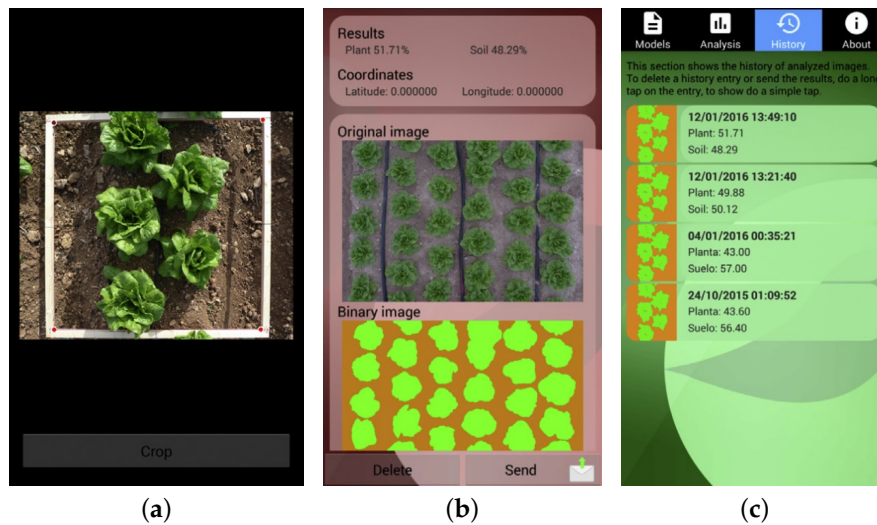 Crop
(a)
Results
Plant 51.71% Soil 48.29%
Coordinates
Latitude: 0.000000 Longitude: 0.000000
Original image
Binary image
Delete Send
(b)
Models Analysis History About
This section shows the history of analyzed images.
To delete a history entry or send the results, do a long
tap on the entry, to show do a simple tap.
12/01/2016 13:49:10
Plant: 51.71
Soil: 48.29
12/01/2016 13:21:40
Plant: 49.88
Soil: 50.12
04/01/2016 00:35:21
Planta: 43.00
Suelo: 57.00
24/10/2015 01:09:52
Planta: 43.60
Suelo: 56.40
(c)